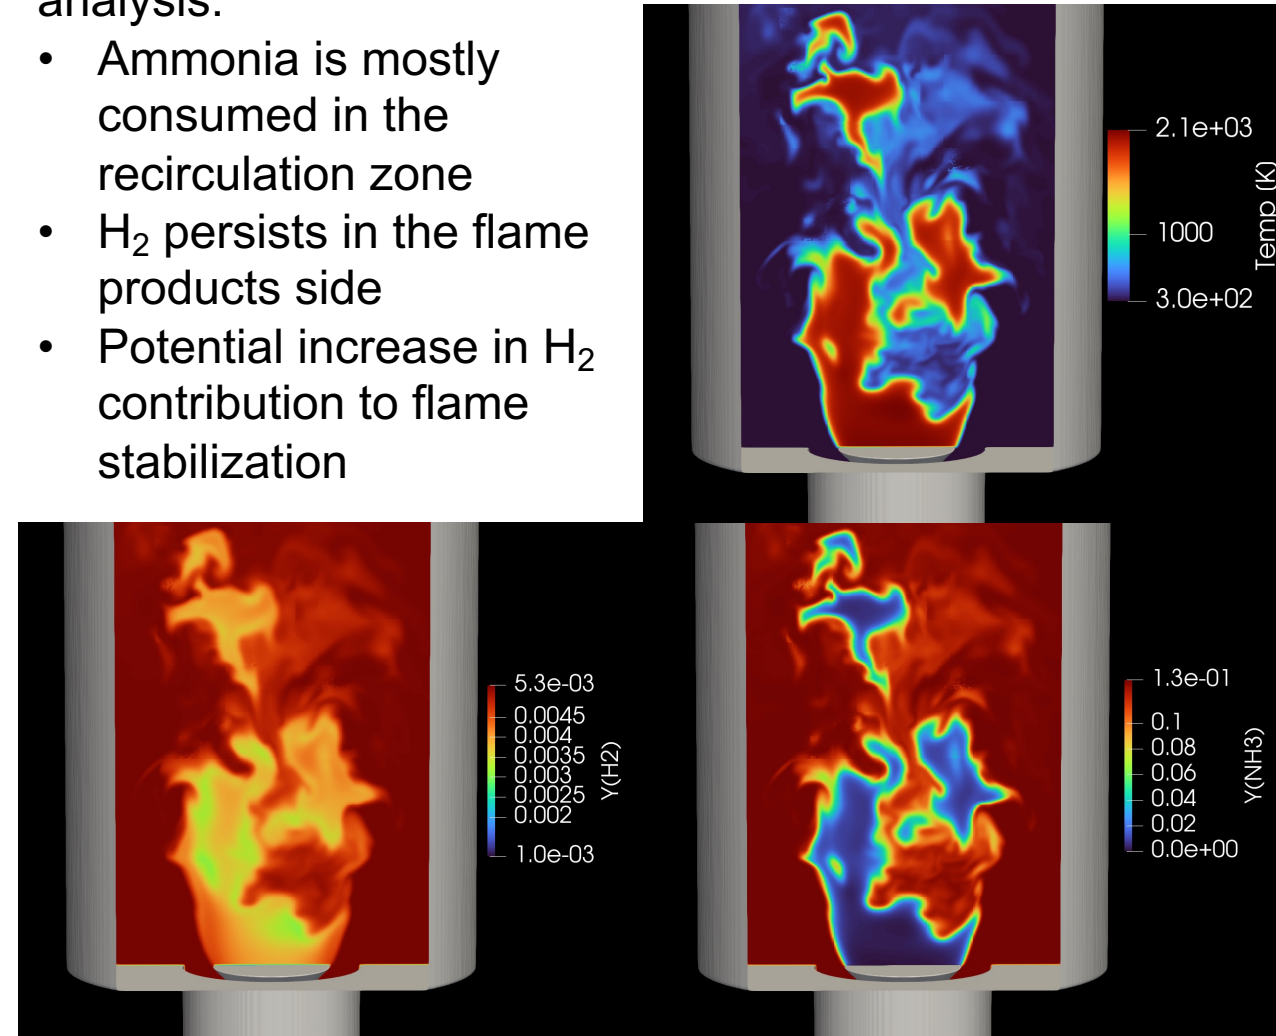 analysis:
• Ammonia is mostly
consumed in the
recirculation zone
• H₂ persists in the flame
products side
• Potential increase in H₂
contribution to flame
stabilization
2.1e+03
1000
3.0e+02
Temp (K)
5.3e-03
0.0045
0.004
0.0035
0.003
0.0025
0.002
1.0e-03
Y(H2)
1.3e-01
0.1
0.08
0.06
0.04
0.02
0.0e+00
Y(NH3)